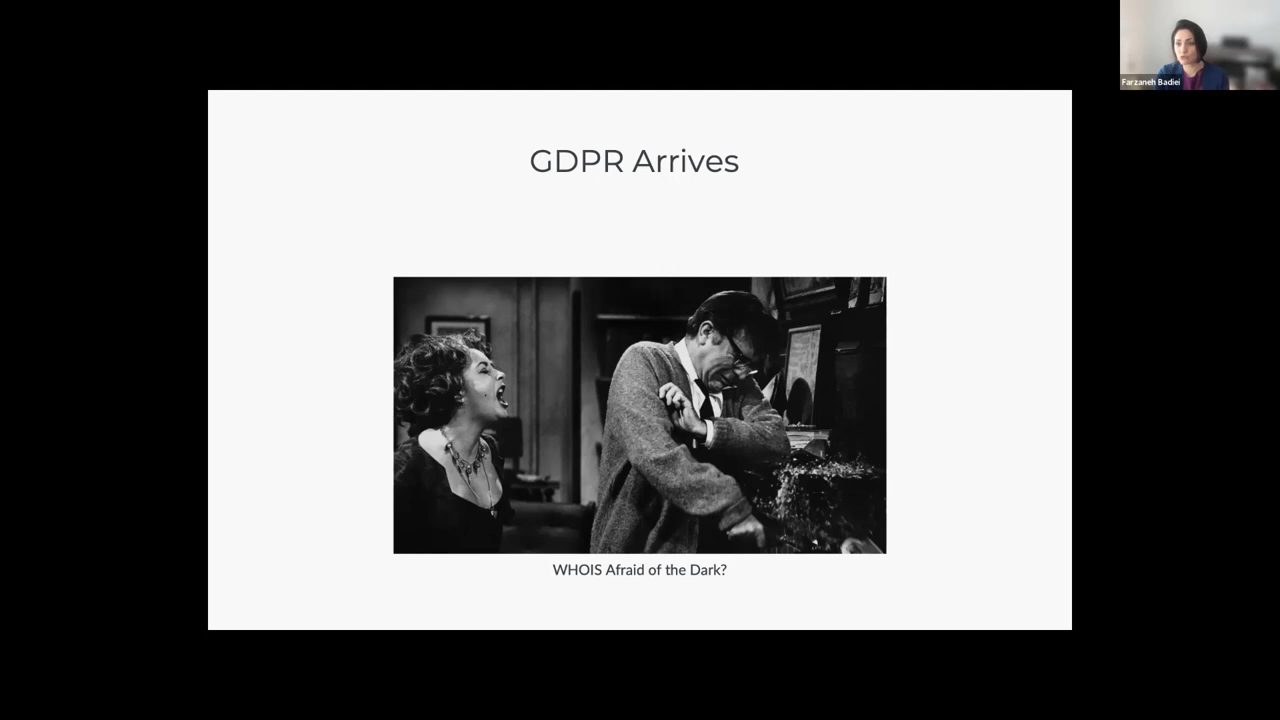 Farzaneh Badiei
GDPR Arrives
WHOIS Afraid of the Dark?